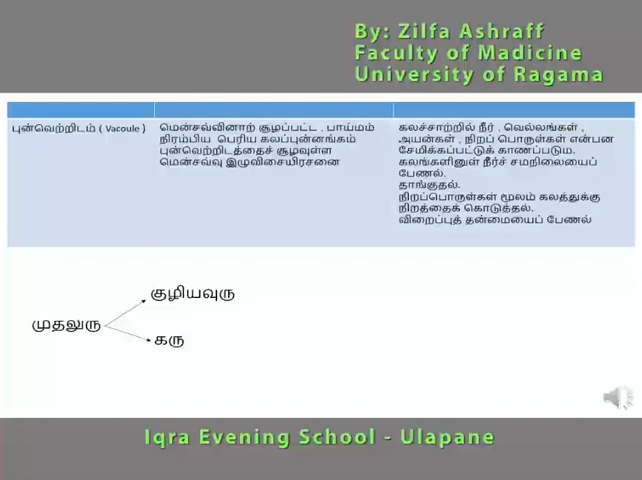 By: Zilfa Ashraff
Faculty of Madicine
University of Ragama
புன்வெற்றிடம் ( Vacoule )
மென்சவ்வினாற் சூழப்பட்ட , பாய்மம்
நிரம்பிய பெரிய கலப்புன்னங்கம்
புன்வெற்றிடத்தைச் சூழவுள்ள
மென்சவ்வு இழுவிசையிரசனை
கலச்சாற்றில் நீர் , வெல்லங்கள் ,
அயன்கள் , நிறப் பொருள்கள் என்பன
சேமிக்கப்பட்டுக் காணப்படும்.
கலங்களினுள் நீர்ச் சமநிலையைப்
பேணல்.
தாங்குதல்.
நிறப்பொருள்கள் மூலம் கலத்துக்கு
நிறத்தைக் கொடுத்தல்.
விறைப்புத் தன்மையைப் பேணல்
குழியவுரு
முதலுரு
கரு
Iqra Evening School - Ulapane